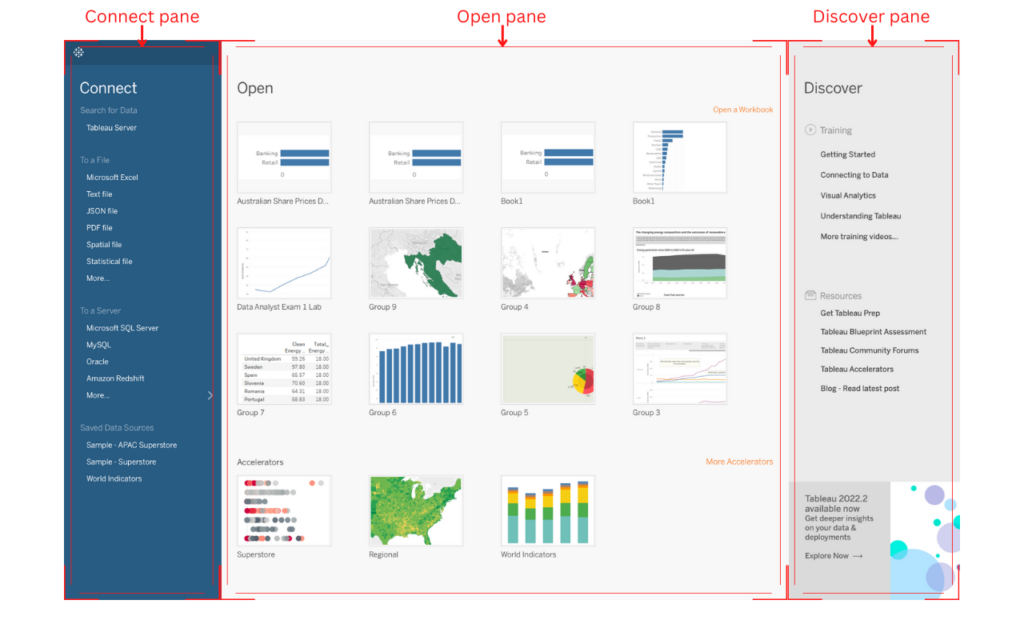 Connect pane
Open pane
Discover pane
Connect
Search for Data
Tableau Server
To a File
Microsoft Excel
Text file
JSON file
PDF file
Spatial file
Statistical file
More...
To a Server
Microsoft SQL Server
MySQL
Oracle
Amazon Redshift
More...
Saved Data Sources
Sample - APAC Superstore
Sample - Superstore
World Indicators
Open
Open a Workbook
Banking
Retail
0
Australian Share Prices D...
Banking
Retail
0
Australian Share Prices D...
Banking
Retail
0
Book1
Book1
Data Analyst Exam 1 Lab
Group 9
Group 4
Group 8
Clean Total_
Energy .. Energy ..
United Kingdom 99.26 18.00
Sweden 97.80 18.00
Spain 65.57 18.00
Slovenia 70.60 18.00
Romania 64.31 18.00
Portugal 68.83 18.00
Group 7
Group 6
Group 5
Group 3
Accelerators
More Accelerators
Superstore
Regional
World Indicators
Discover
Training
Getting Started
Connecting to Data
Visual Analytics
Understanding Tableau
More training videos...
Resources
Get Tableau Prep
Tableau Blueprint Assessment
Tableau Community Forums
Tableau Accelerators
Blog - Read latest post
Tableau 2022.2
available now
Get deeper insights
on your data &
deployments
Explore Now →